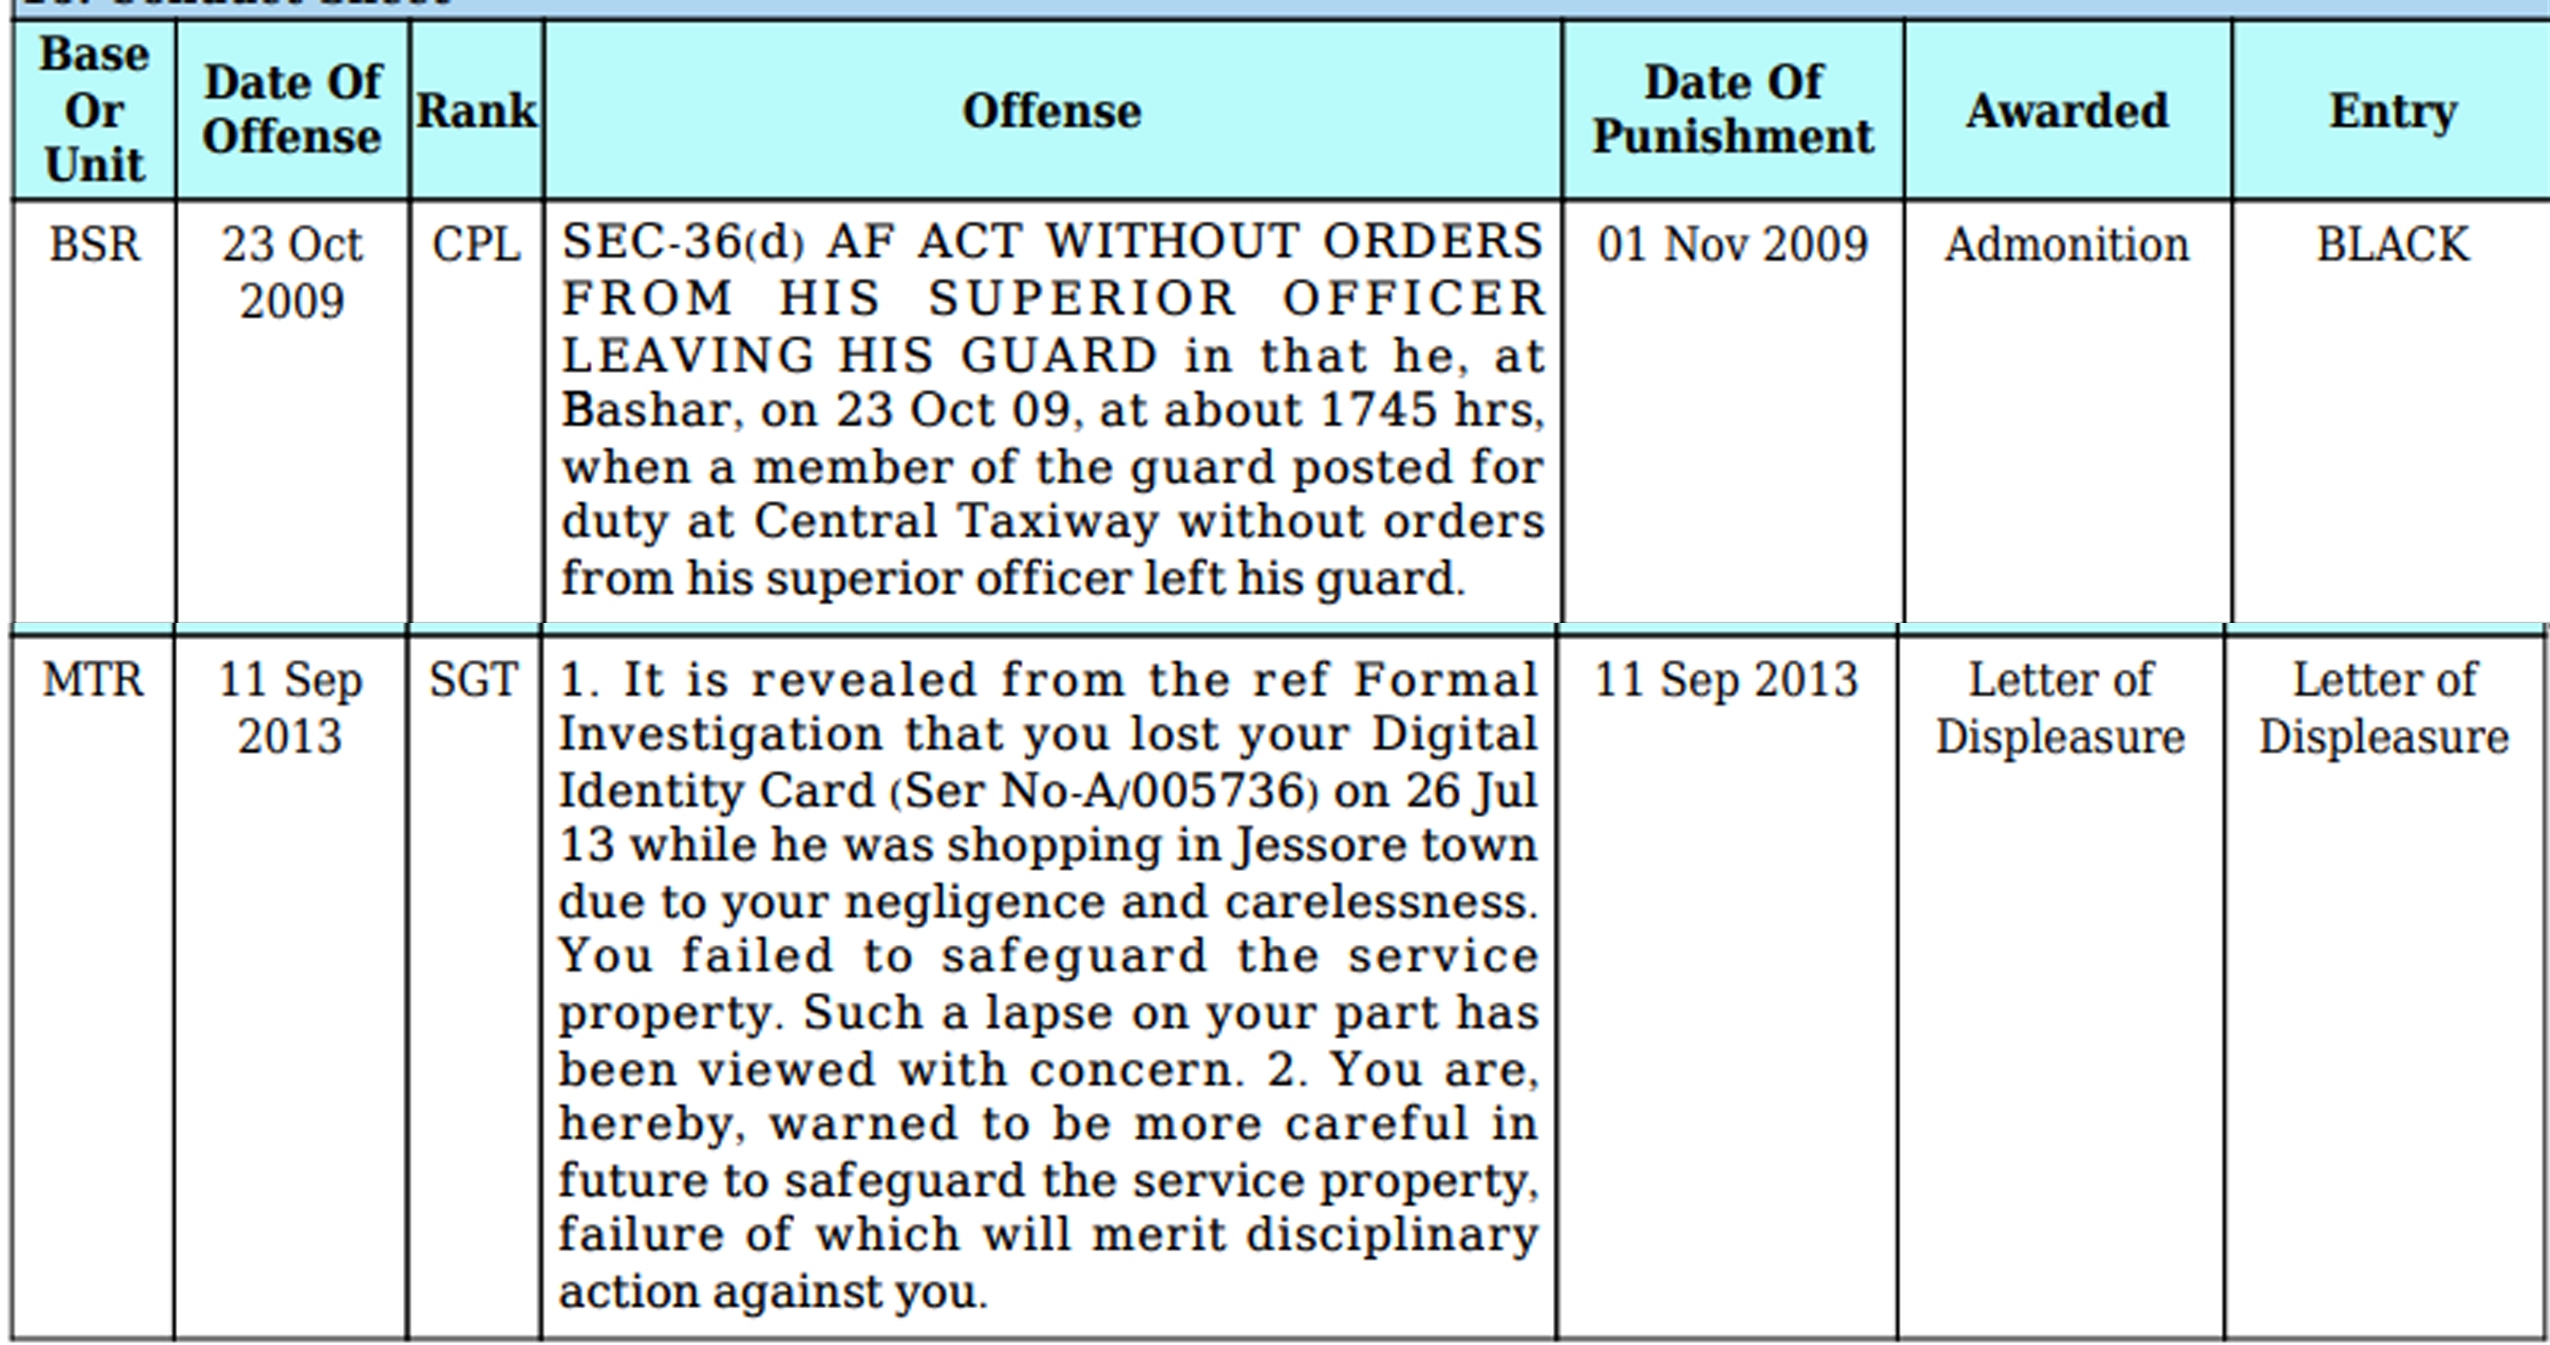 Base
Or
Unit
Date Of
Offense
Rank
Offense
Date Of
Punishment
Awarded
Entry
BSR
23 Oct
2009
CPL
SEC-36(d) AF ACT WITHOUT ORDERS
FROM HIS SUPERIOR OFFICER
LEAVING HIS GUARD in that he, at
Bashar, on 23 Oct 09, at about 1745 hrs,
when a member of the guard posted for
duty at Central Taxiway without orders
from his superior officer left his guard.
01 Nov 2009
Admonition
BLACK
MTR
11 Sep
2013
SGT
1. It is revealed from the ref Formal
Investigation that you lost your Digital
Identity Card (Ser No-A/005736) on 26 Jul
13 while he was shopping in Jessore town
due to your negligence and carelessness.
You failed to safeguard the service
property. Such a lapse on your part has
been viewed with concern. 2. You are,
hereby, warned to be more careful in
future to safeguard the service property,
failure of which will merit disciplinary
action against you.
11 Sep 2013
Letter of
Displeasure
Letter of
Displeasure